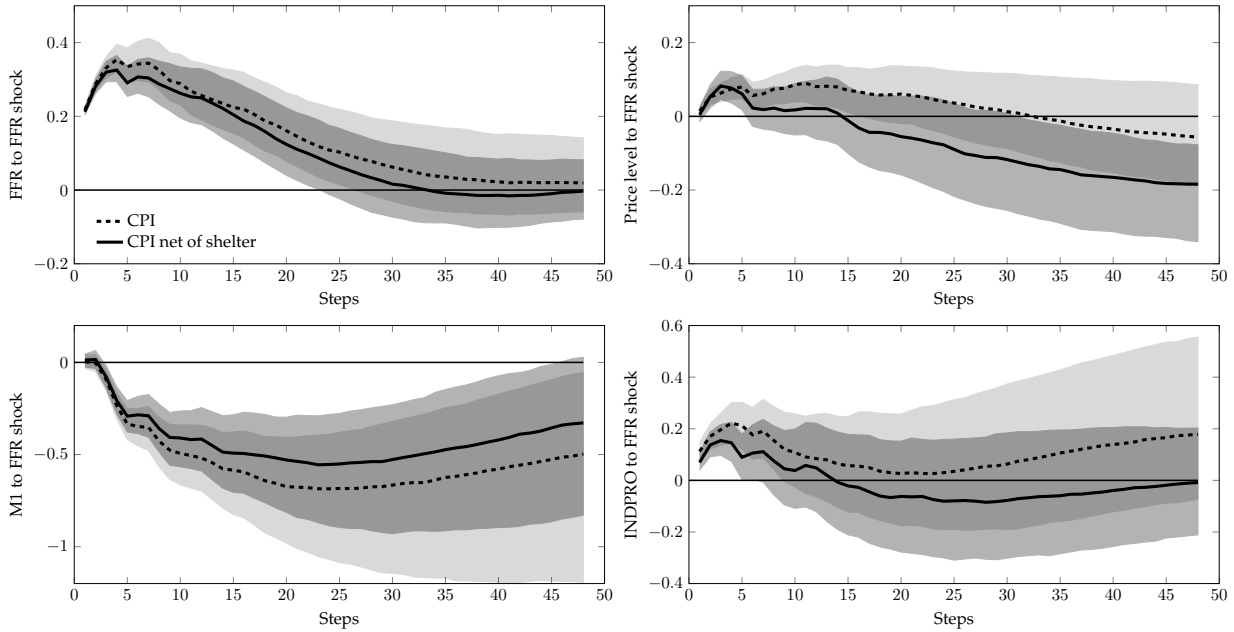 FFR to FFR shock
0.4
0.2
0
−0.2
CPI
CPI net of shelter
0 5 10 15 20 25 30 35 40 45 50
Steps
Price level to FFR shock
0.2
0
−0.2
−0.4
0 5 10 15 20 25 30 35 40 45 50
Steps
M1 to FFR shock
0
−0.5
−1
0 5 10 15 20 25 30 35 40 45 50
Steps
INDPRO to FFR shock
0.6
0.4
0.2
0
−0.2
−0.4
0 5 10 15 20 25 30 35 40 45 50
Steps